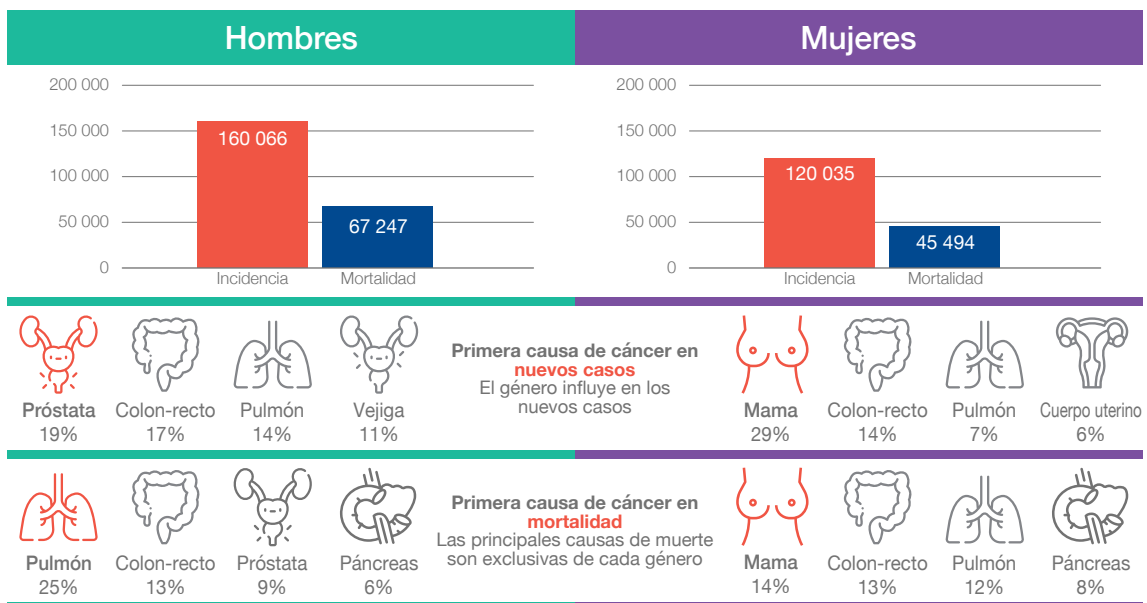 Hombres
Mujeres
200 000
150 000
100 000
50 000
0
160 066
67 247
Incidencia
Mortalidad
200 000
150 000
100 000
50 000
0
120 035
45 494
Incidencia
Mortalidad
Próstata
19%
Colon-recto
17%
Pulmón
14%
Vejiga
11%
Primera causa de cáncer en
nuevos casos
El género influye en los
nuevos casos
Mama
29%
Colon-recto
14%
Pulmón
7%
Cuerpo uterino
6%
Pulmón
25%
Colon-recto
13%
Próstata
9%
Páncreas
6%
Primera causa de cáncer en
mortalidad
Las principales causas de muerte
son exclusivas de cada género
Mama
14%
Colon-recto
13%
Pulmón
12%
Páncreas
8%